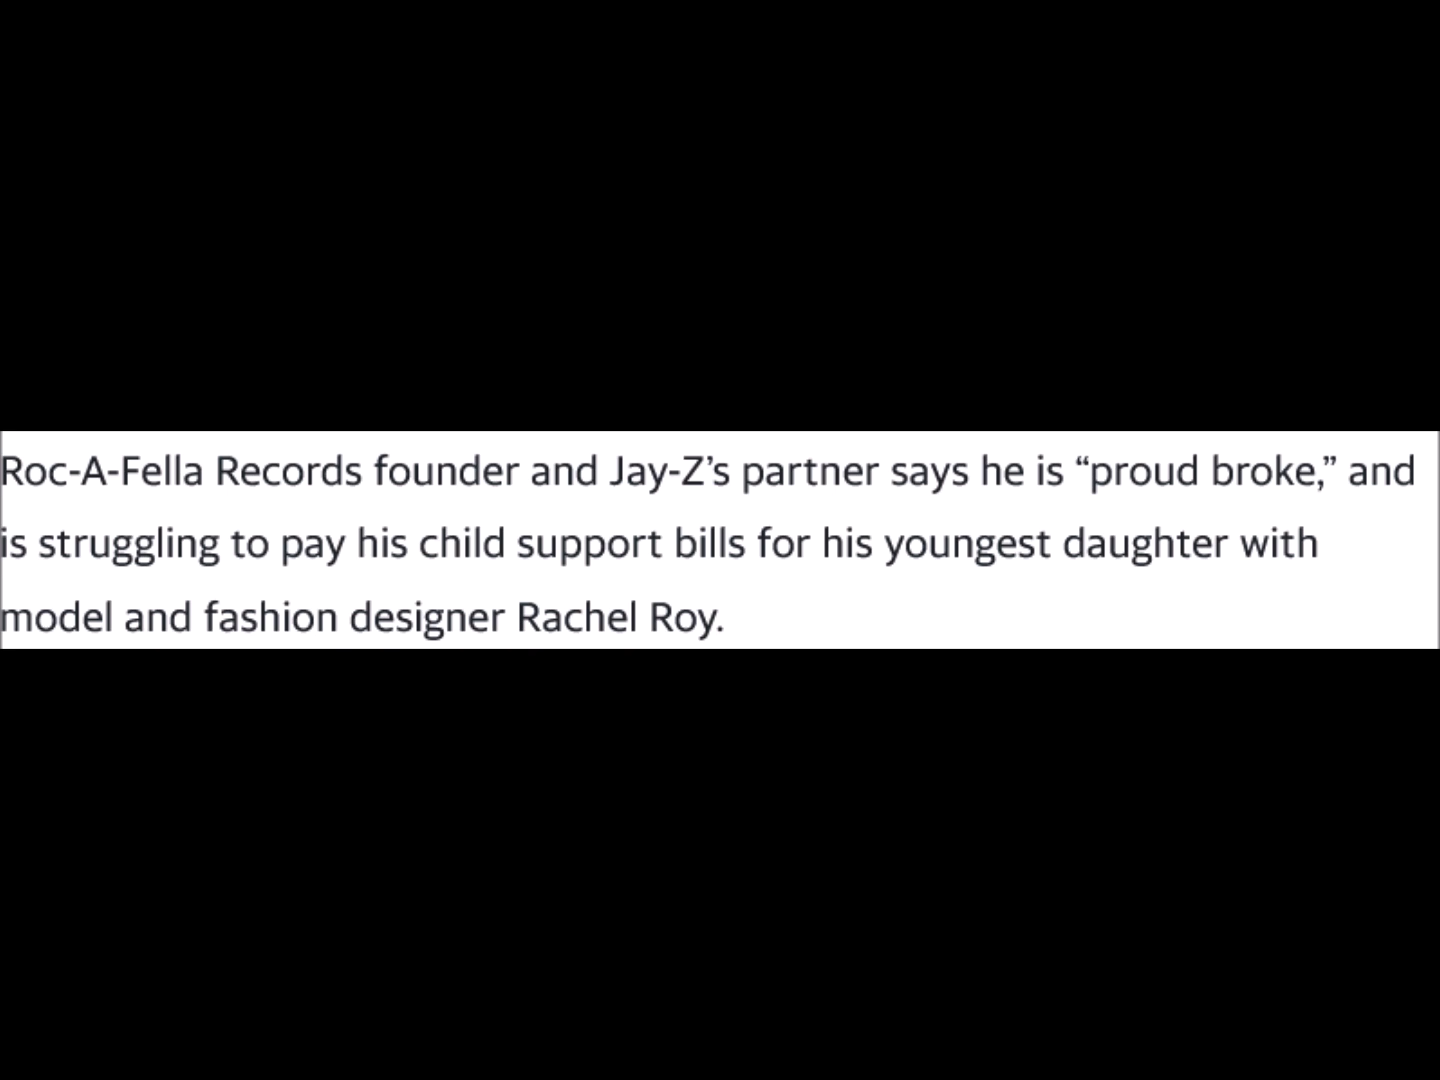 Roc-A-Fella Records founder and Jay-Z’s partner says he is “proud broke,” and
is struggling to pay his child support bills for his youngest daughter with
model and fashion designer Rachel Roy.